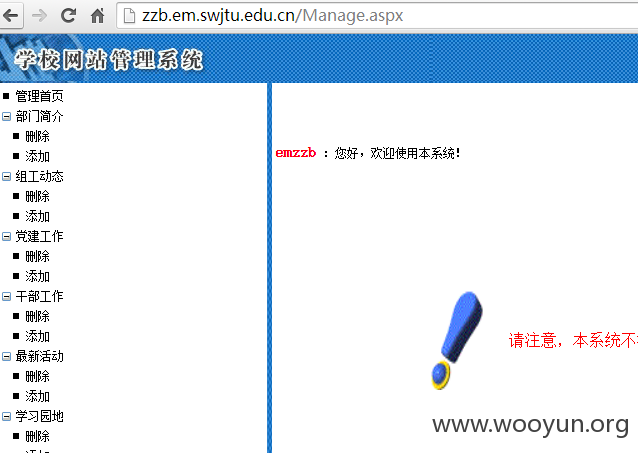 zzb.em.swjtu.edu.cn/Manage.aspx
学校网站管理系统
管理首页
部门简介
删除
添加
组工动态
删除
添加
党建工作
删除
添加
干部工作
删除
添加
最新活动
删除
添加
学习园地
删除
emzzb ：您好，欢迎使用本系统!
请注意，本系统不
www.wooyun.org